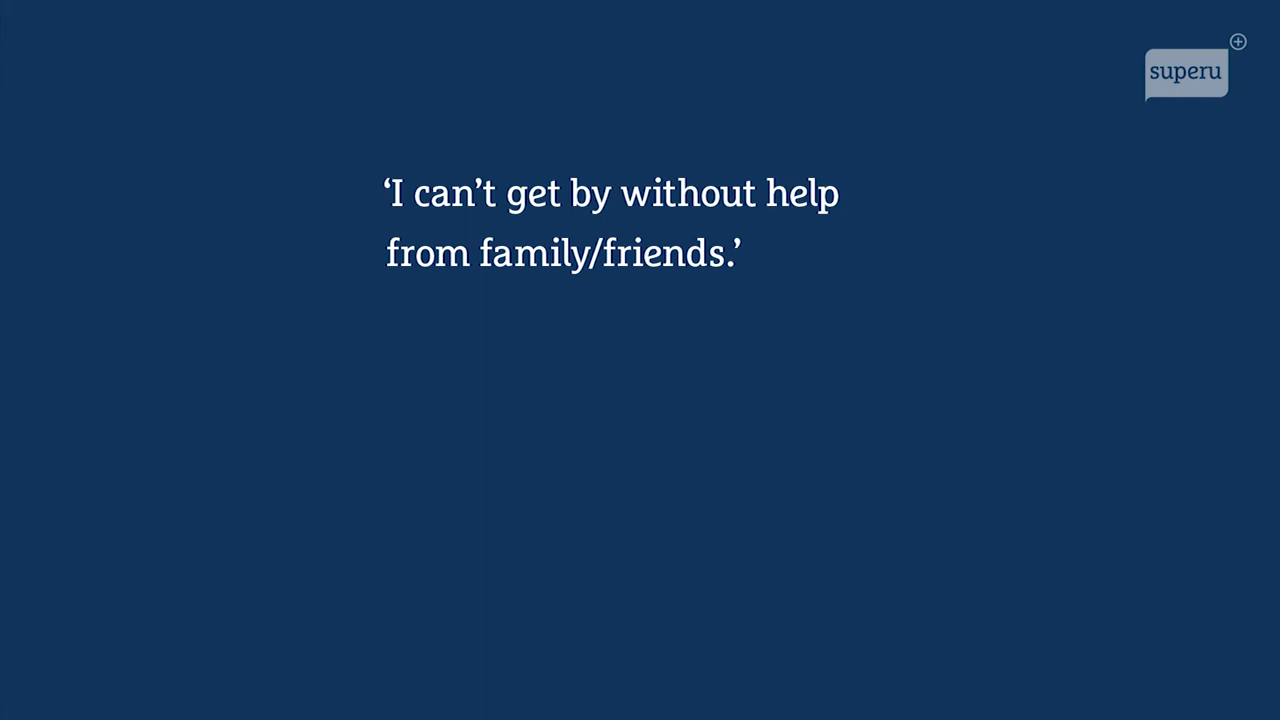 superu
‘I can’t get by without help
from family/friends.’